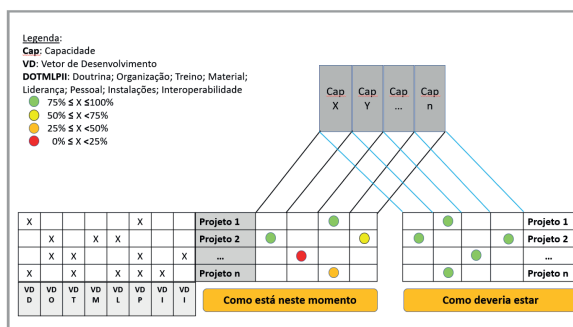 Legenda:
Cap: Capacidade
VD: Vetor de Desenvolvimento
DOTMLPII: Doutrina; Organização; Treino; Material;
Liderança; Pessoal; Instalações; Interoperabilidade
75% ≤ X ≤100%
50% ≤ X <75%
25% ≤ X <50%
0% ≤ X <25%
Cap Cap Cap Cap
X Y ... n
X X Projeto 1 Projeto 1
X X X Projeto 2 Projeto 2
X X X X ... ...
X X X X X Projeto n Projeto n
VD VD VD VD VD VD VD VD
D O T M L P I I
Como está neste momento Como deveria estar